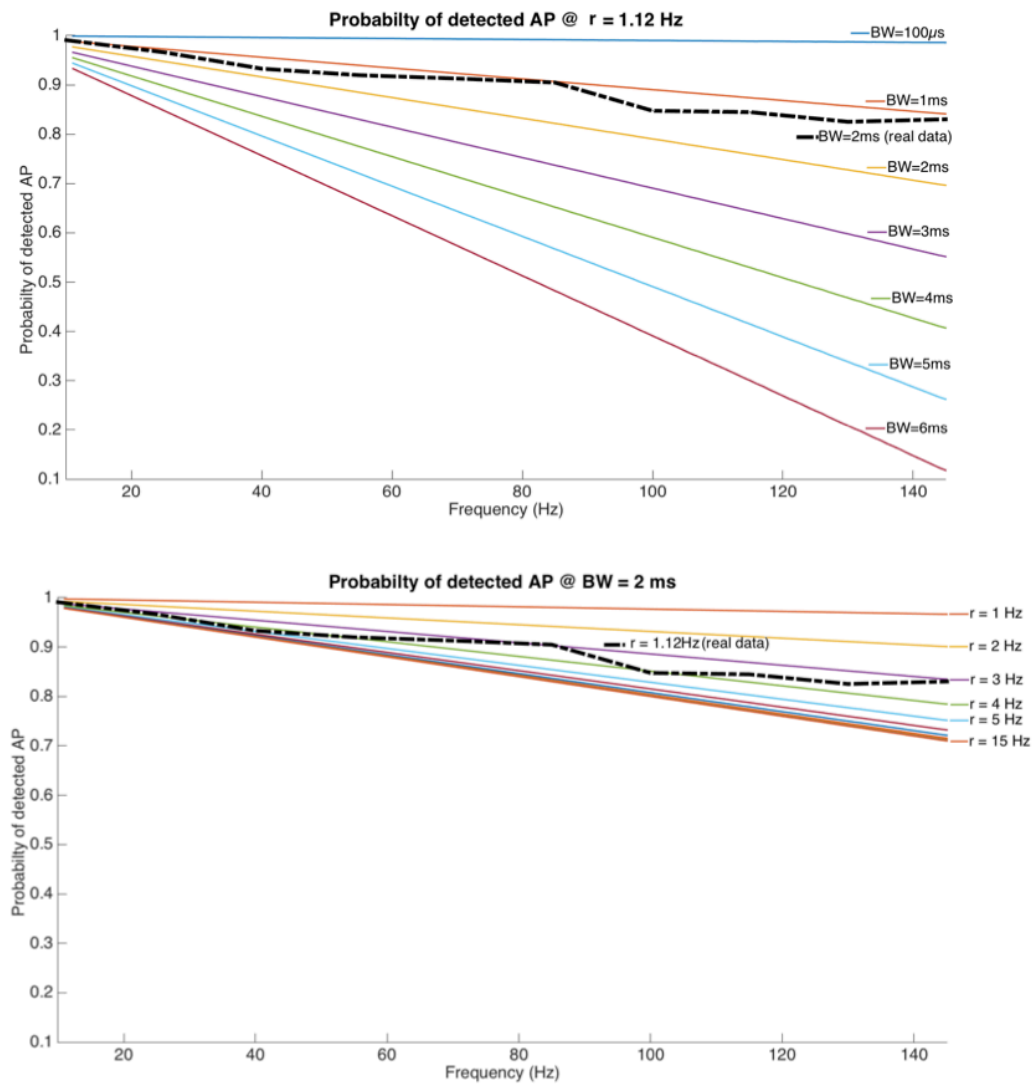 Probabilty of detected AP @ r = 1.12 Hz
1
0.9
0.8
0.7
0.6
0.5
0.4
0.3
0.2
0.1
Probabilty of detected AP
BW=100µs
BW=1ms
BW=2ms (real data)
BW=2ms
BW=3ms
BW=4ms
BW=5ms
BW=6ms
20 40 60 80 100 120 140
Frequency (Hz)
Probabilty of detected AP @ BW = 2 ms
1
0.9
0.8
0.7
0.6
0.5
0.4
0.3
0.2
0.1
Probabilty of detected AP
r = 1 Hz
r = 1.12Hz (real data)
r = 2 Hz
r = 3 Hz
r = 4 Hz
r = 5 Hz
r = 15 Hz
20 40 60 80 100 120 140
Frequency (Hz)